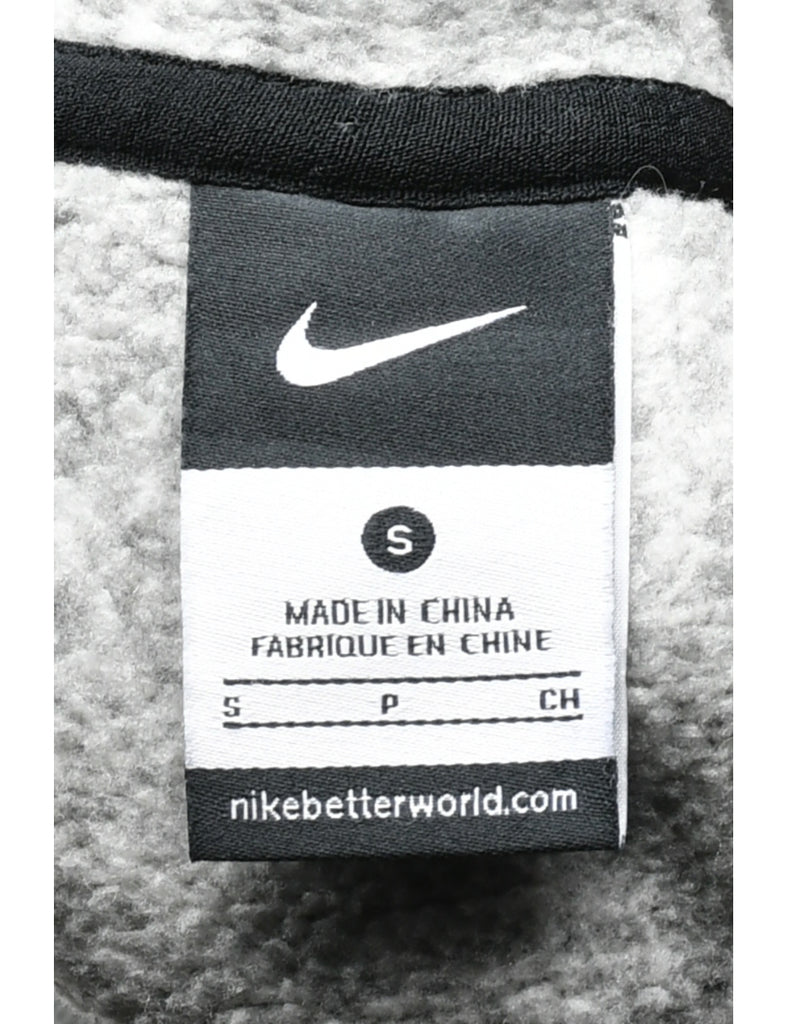 S
MADE IN CHINA
FABRIQUE EN CHINE
S P CH
nikebetterworld.com